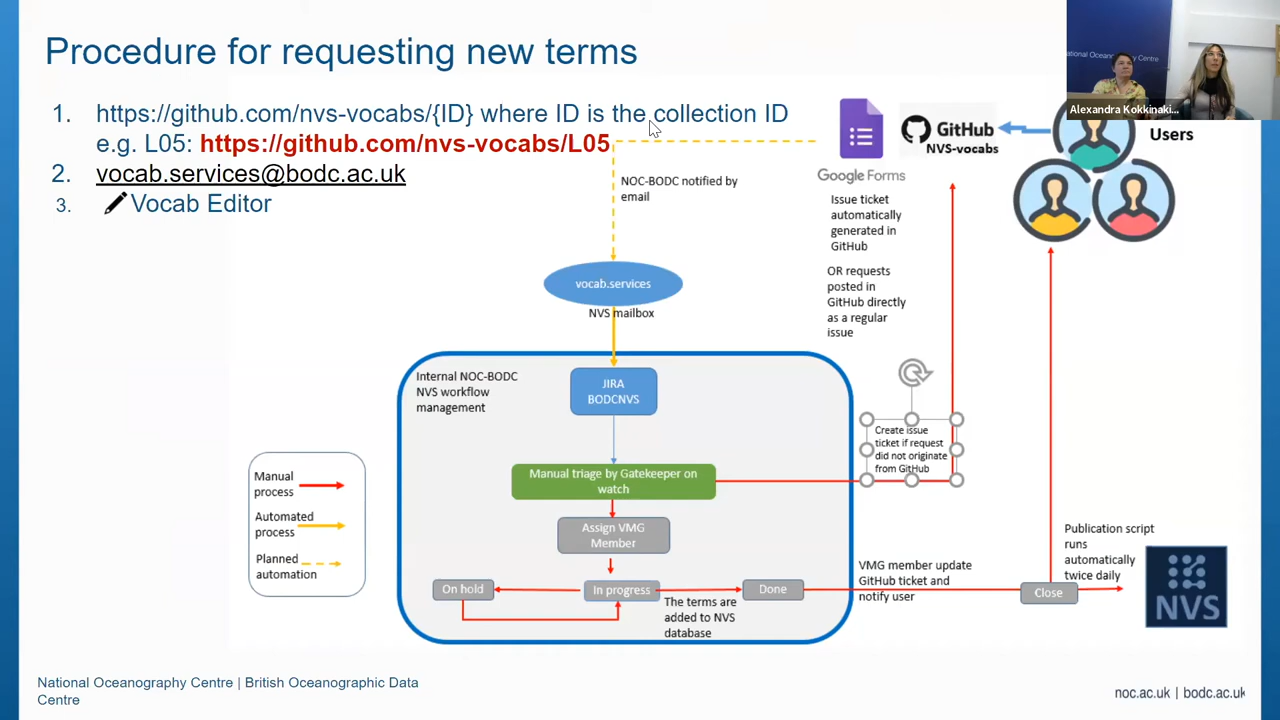 Procedure for requesting new terms
1. https://github.com/nvs-vocabs/{ID} where ID is the collection ID
e.g. L05: https://github.com/nvs-vocabs/L05
2. vocab.services@bodc.ac.uk
3. Vocab Editor
National Oceanography Centre
Alexandra Kokkinaki...
Google Forms
GitHub
NVS-vocabs
Users
NOC-BODC notified by
email
Issue ticket
automatically
generated in
GitHub
OR requests
posted in
GitHub directly
as a regular
issue
vocab.services
NVS mailbox
Internal NOC-BODC
NVS workflow
management
JIRA
BODCNVS
Create issue
ticket if request
did not originate
from GitHub
Manual triage by Gatekeeper on
watch
Assign VMG
Member
On hold
In progress
Done
The terms are
added to NVS
database
VMG member update
GitHub ticket and
notify user
Close
Publication script
runs
automatically
twice daily
NVS
Manual
process
Automated
process
Planned
automation
National Oceanography Centre | British Oceanographic Data
Centre
noc.ac.uk | bodc.ac.uk